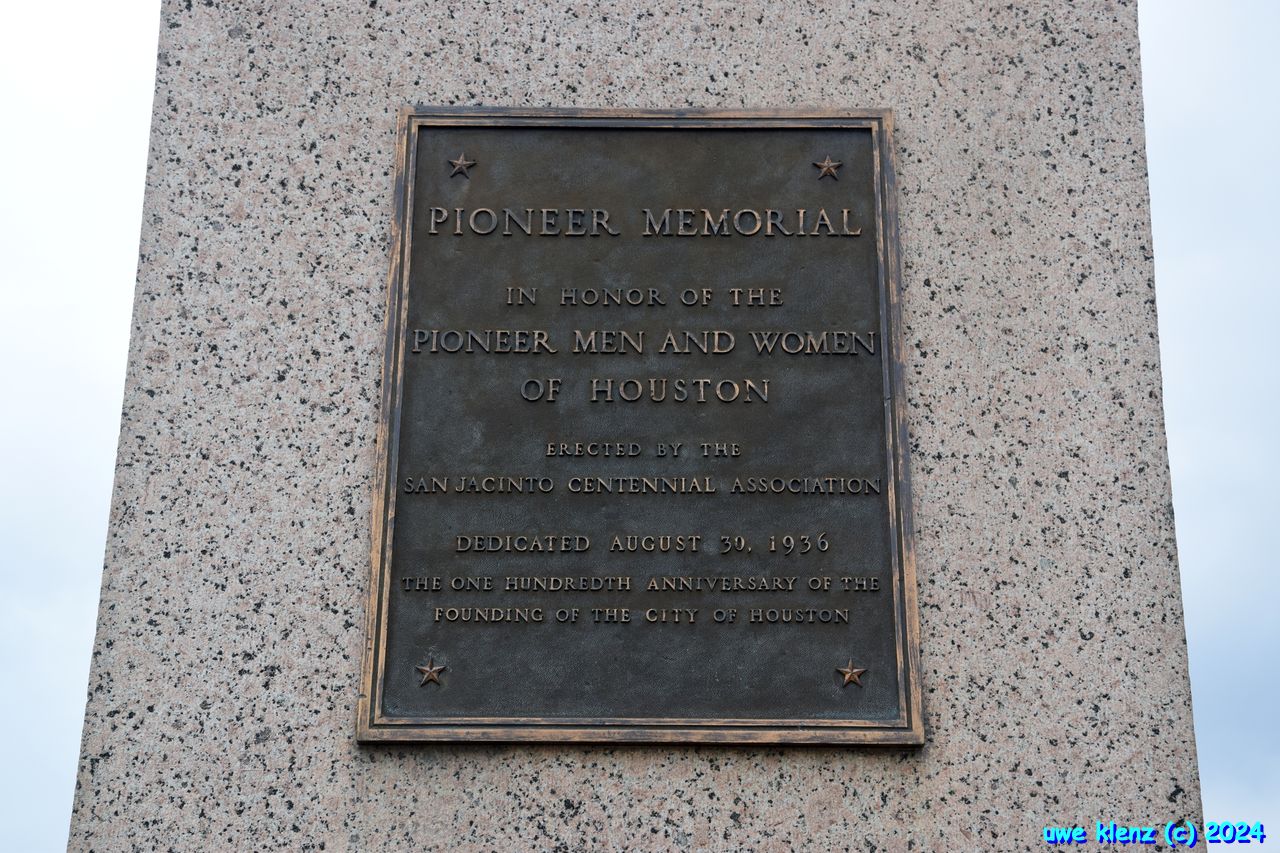 PIONEER MEMORIAL
IN HONOR OF THE
PIONEER MEN AND WOMEN
OF HOUSTON
ERECTED BY THE
SAN JACINTO CENTENNIAL ASSOCIATION
DEDICATED AUGUST 30, 1936
THE ONE HUNDREDTH ANNIVERSARY OF THE
FOUNDING OF THE CITY OF HOUSTON
uwe klenz (c) 2024